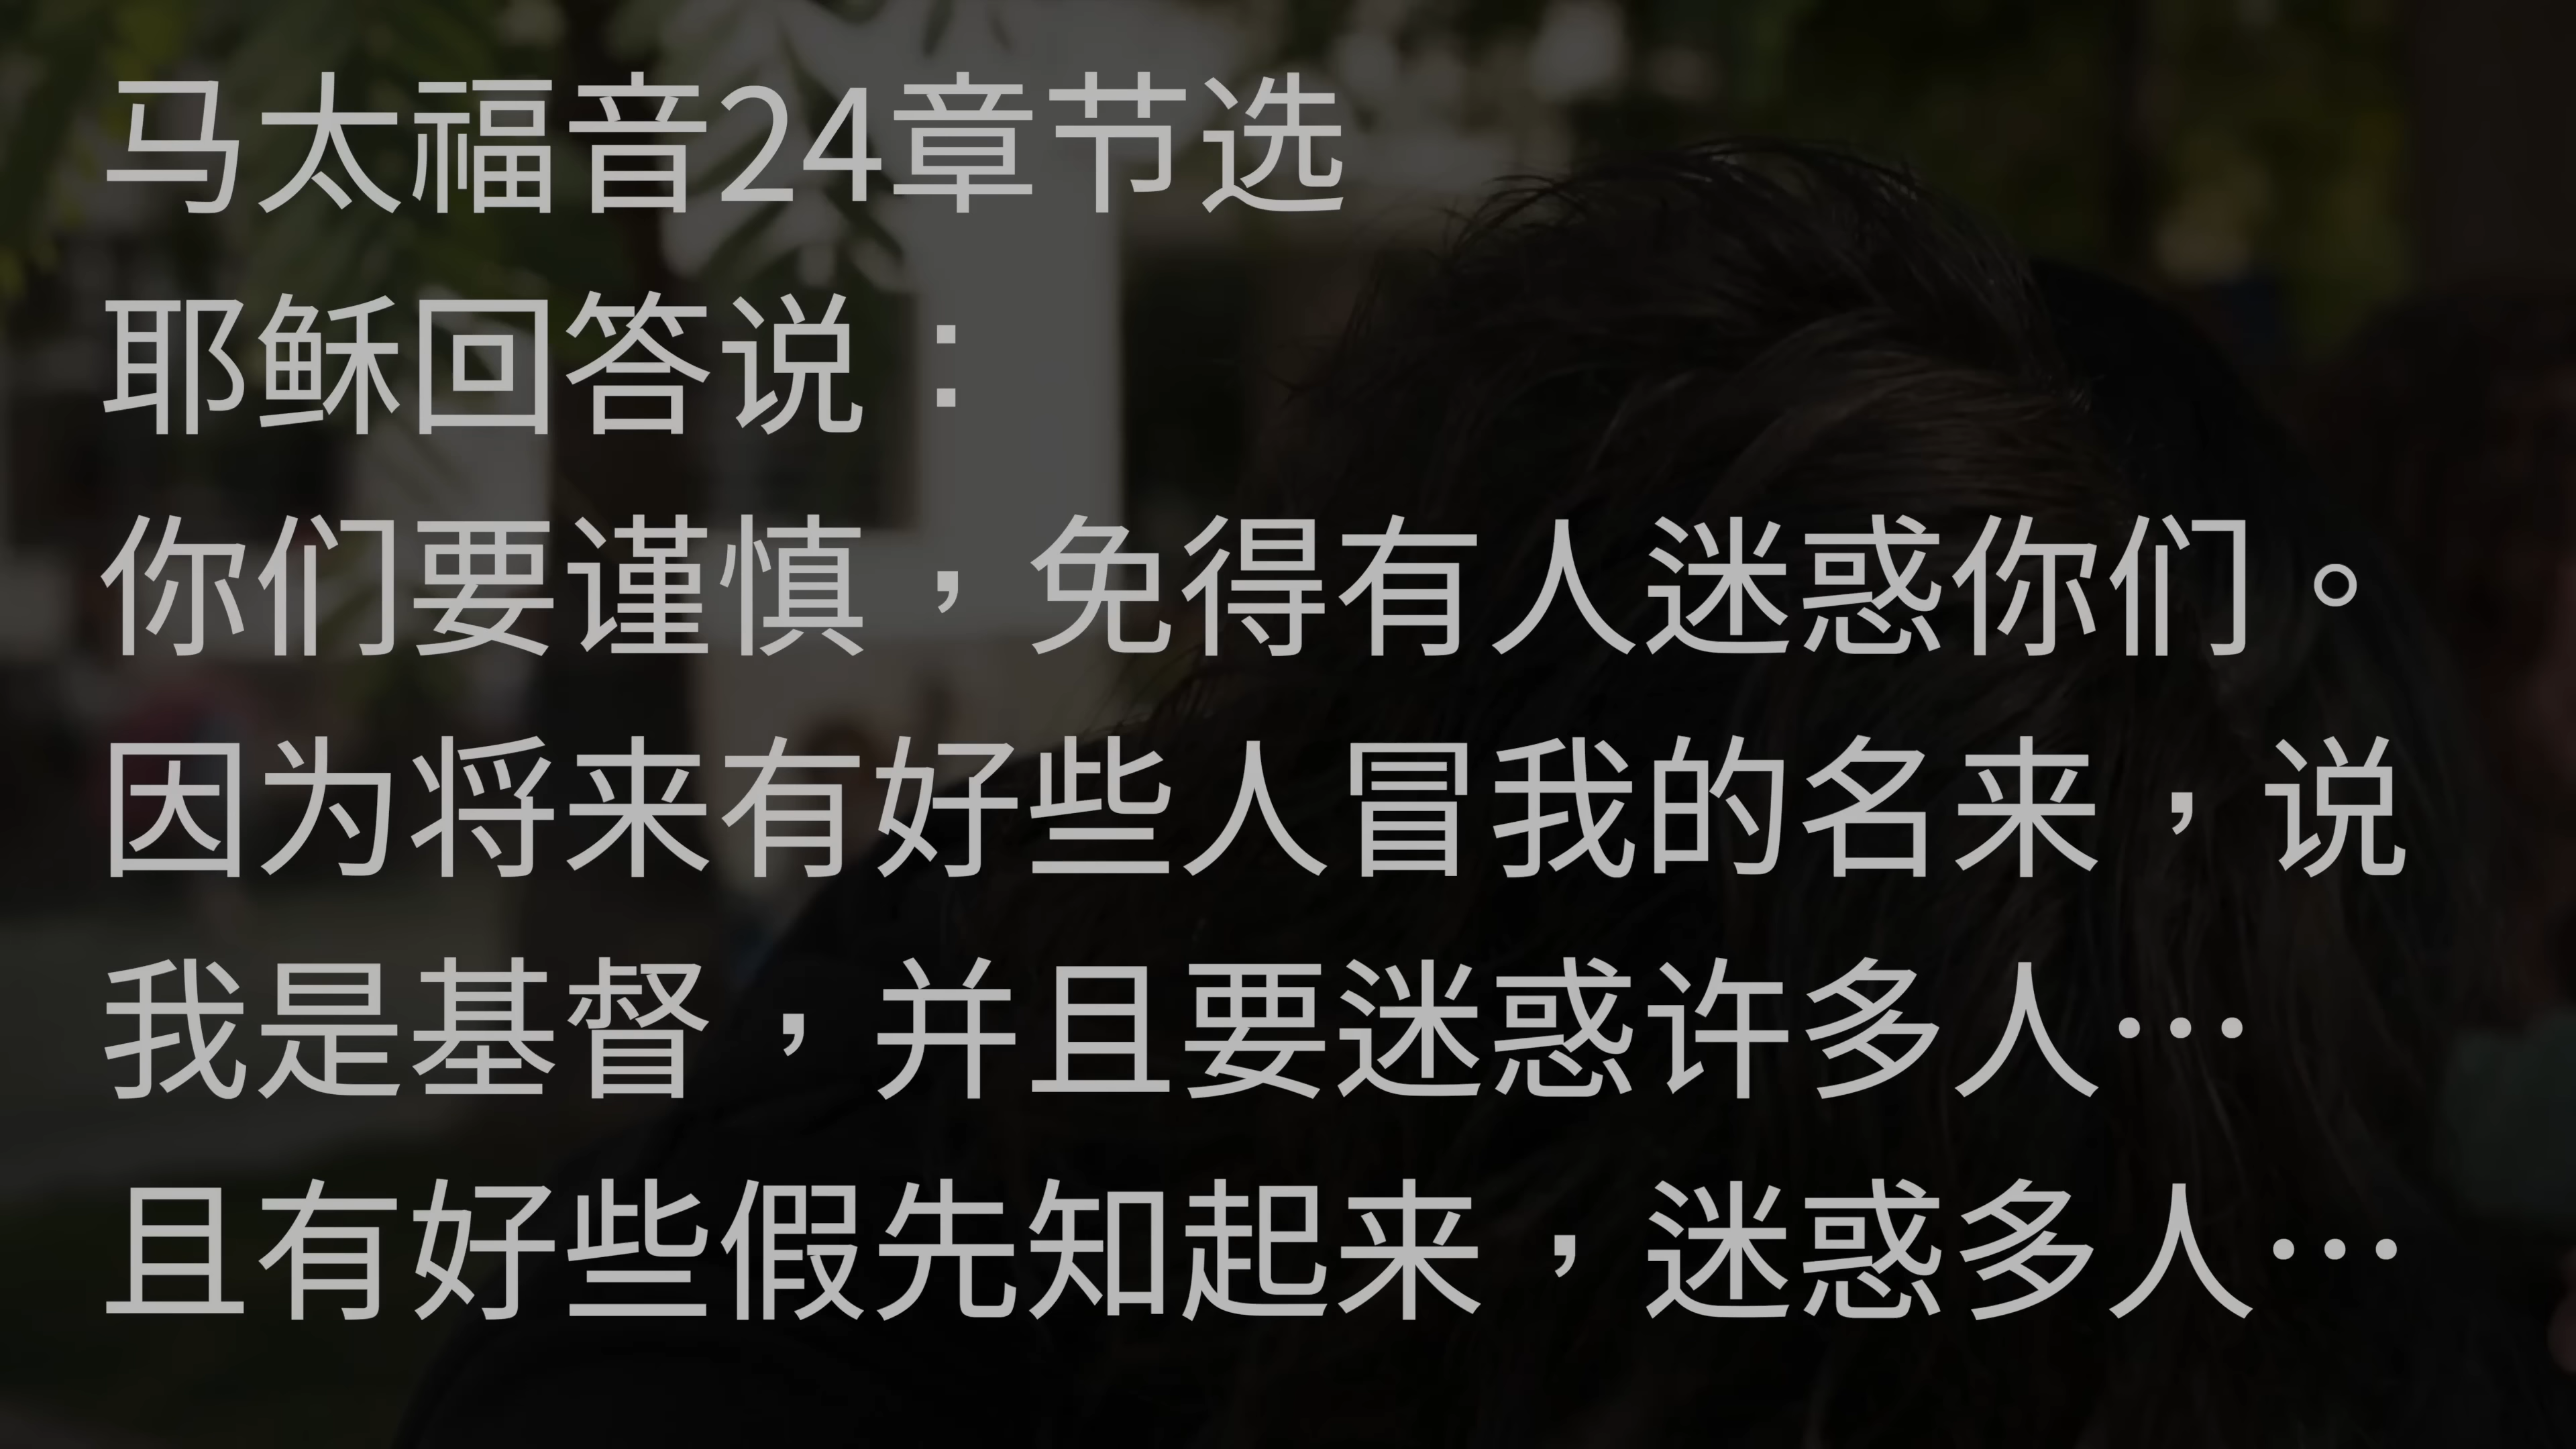 马太福音24章节选
耶稣回答说：
你们要谨慎，免得有人迷惑你们。
因为将来有好些人冒我的名来，说
我是基督，并且要迷惑许多人…
且有好些假先知起来，迷惑多人…